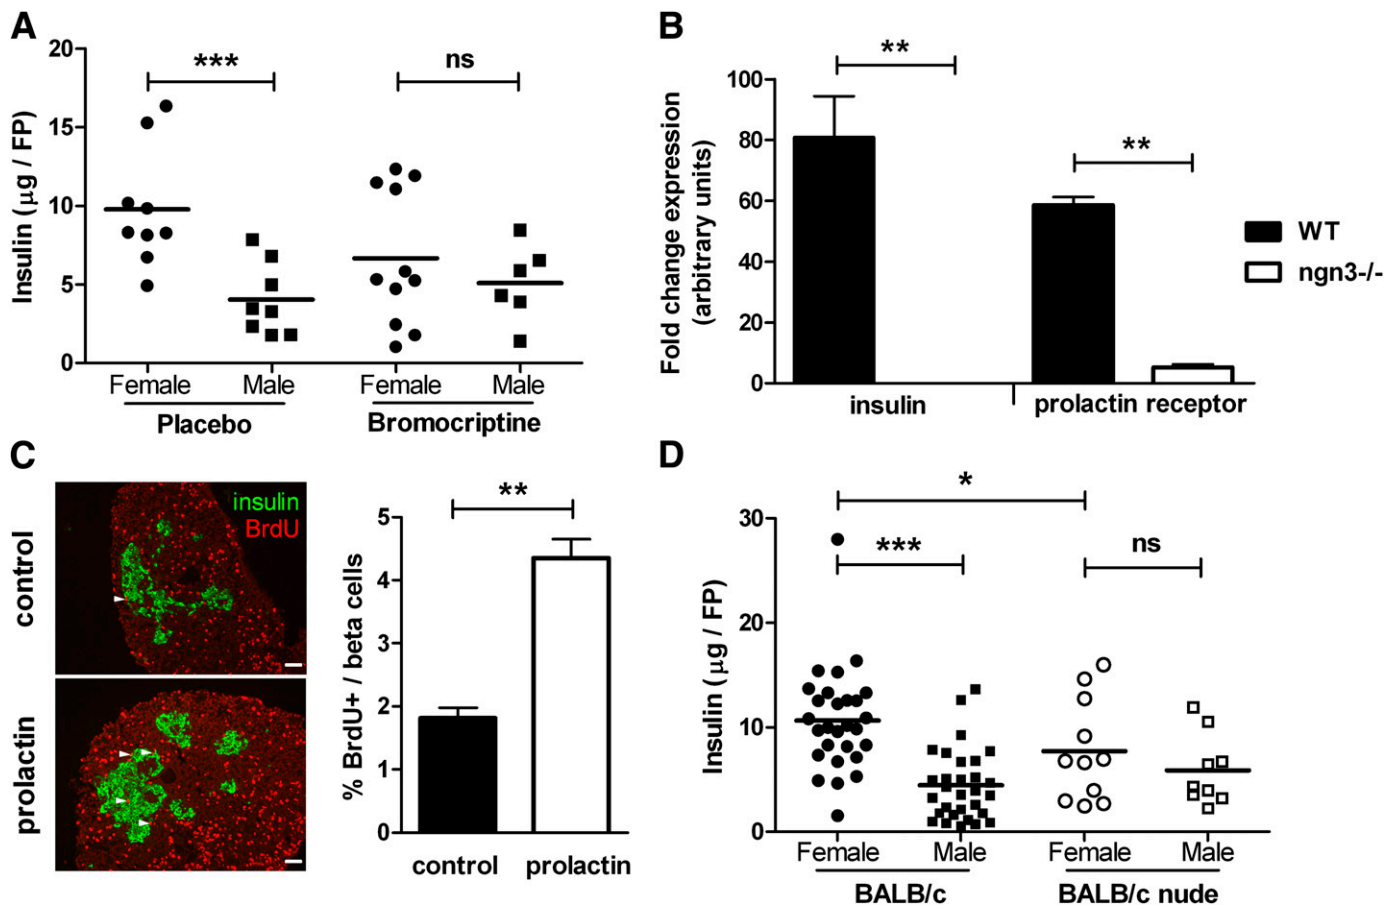 A
Insulin (μg / FP)
20
15
10
5
0
***
ns
Female
Male
Female
Male
Placebo
Bromocriptine
B
Fold change expression
(arbitrary units)
100
80
60
40
20
0
**
**
insulin
prolactin receptor
WT
ngn3-/-
C
control
prolactin
insulin
BrdU
% BrdU+ / beta cells
5
4
3
2
1
0
**
control
prolactin
D
Insulin (μg / FP)
30
20
10
0
*
***
ns
Female
Male
Female
Male
BALB/c
BALB/c nude